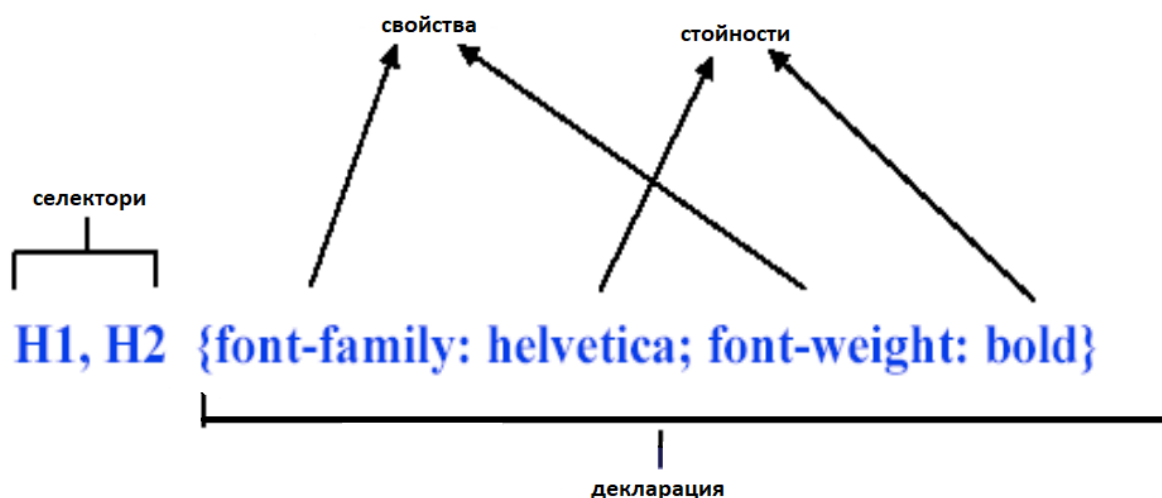 свойства
стойности
селектори
H1, H2 {font-family: helvetica; font-weight: bold}
декларация